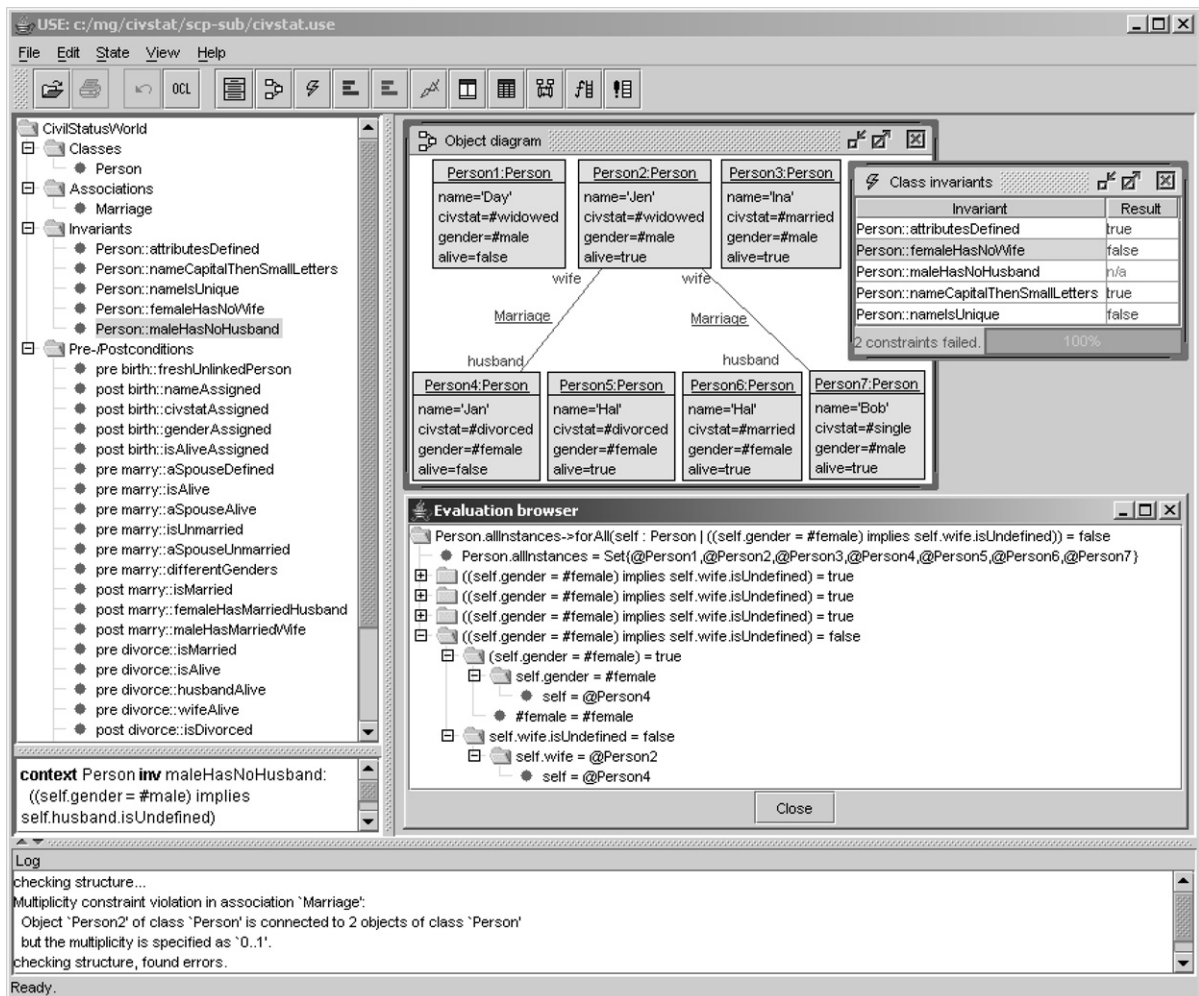 USE: c:/mg/civstat/scp-sub/civstat.use
File Edit State View Help
OCL
CivilStatusWorld
Classes
Person
Associations
Marriage
Invariants
Person::attributesDefined
Person::nameCapitalThenSmallLetters
Person::nameIsUnique
Person::femaleHasNoWife
Person::maleHasNoHusband
Pre-/Postconditions
pre birth::freshUnlinkedPerson
post birth::nameAssigned
post birth::civstatAssigned
post birth::genderAssigned
post birth::isAliveAssigned
pre marry::aSpouseDefined
pre marry::isAlive
pre marry::aSpouseAlive
pre marry::isUnmarried
pre marry::aSpouseUnmarried
pre marry::differentGenders
post marry::isMarried
post marry::femaleHasMarriedHusband
post marry::maleHasMarriedWife
pre divorce::isMarried
pre divorce::isAlive
pre divorce::husbandAlive
pre divorce::wifeAlive
post divorce::isDivorced
context Person inv maleHasNoHusband:
((self.gender = #male) implies
self.husband.isUndefined)
Object diagram
Person1:Person
name='Day'
civstat=#widowed
gender=#male
alive=false
Person2:Person
name='Jen'
civstat=#widowed
gender=#male
alive=true
Person3:Person
name='Ina'
civstat=#married
gender=#male
alive=true
wife wife
Marriage Marriage
husband husband
Person4:Person
name='Jan'
civstat=#divorced
gender=#female
alive=false
Person5:Person
name='Hal'
civstat=#divorced
gender=#female
alive=true
Person6:Person
name='Hal'
civstat=#married
gender=#female
alive=true
Person7:Person
name='Bob'
civstat=#single
gender=#male
alive=true
Class invariants
Invariant Result
Person::attributesDefined true
Person::femaleHasNoWife false
Person::maleHasNoHusband n/a
Person::nameCapitalThenSmallLetters true
Person::nameIsUnique false
2 constraints failed. 100%
Evaluation browser
Person.allInstances->forAll(self : Person | ((self.gender = #female) implies self.wife.isUndefined)) = false
Person.allInstances = Set{@Person1,@Person2,@Person3,@Person4,@Person5,@Person6,@Person7}
((self.gender = #female) implies self.wife.isUndefined) = true
((self.gender = #female) implies self.wife.isUndefined) = true
((self.gender = #female) implies self.wife.isUndefined) = true
((self.gender = #female) implies self.wife.isUndefined) = false
(self.gender = #female) = true
self.gender = #female
self = @Person4
#female = #female
self.wife.isUndefined = false
self.wife = @Person2
self = @Person4
Close
Log
checking structure...
Multiplicity constraint violation in association `Marriage':
Object `Person2' of class `Person' is connected to 2 objects of class `Person'
but the multiplicity is specified as `0..1'.
checking structure, found errors.
Ready.